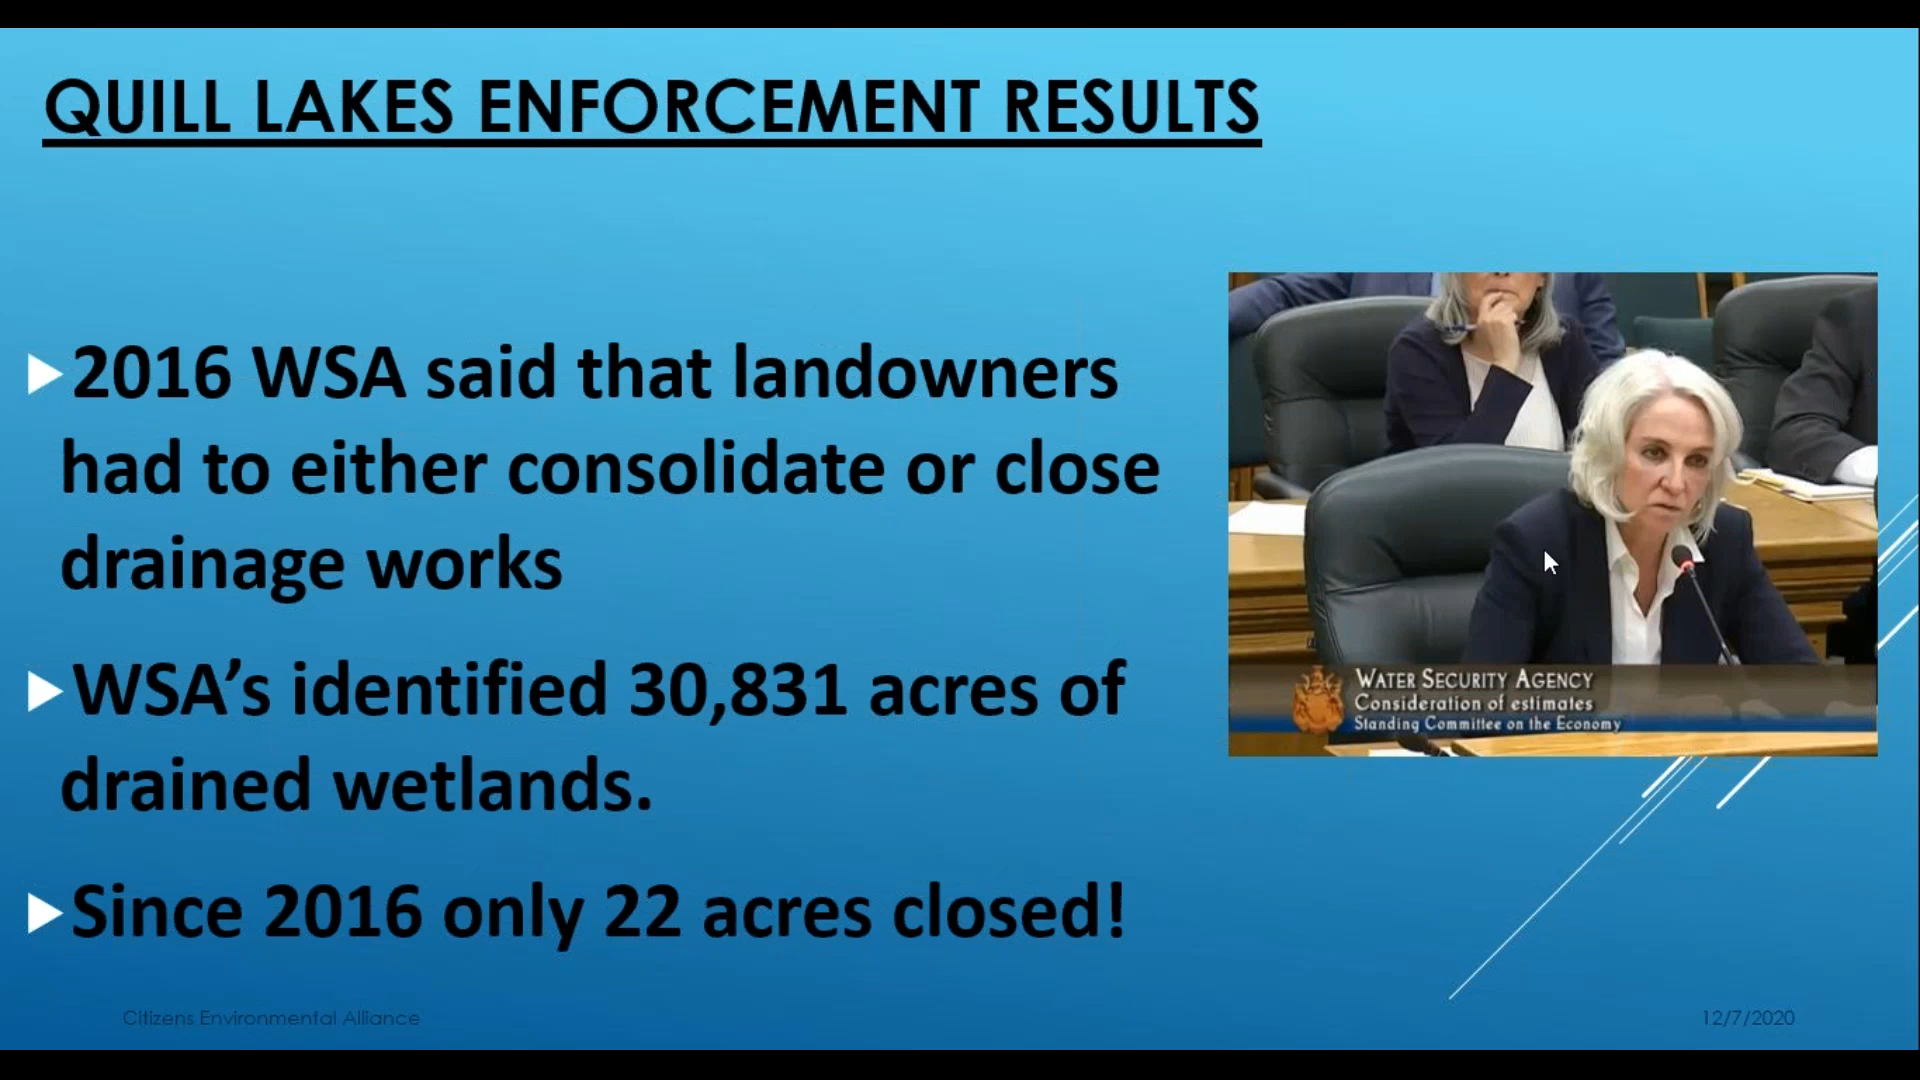 QUILL LAKES ENFORCEMENT RESULTS
2016 WSA said that landowners
had to either consolidate or close
drainage works
WSA’s identified 30,831 acres of
drained wetlands.
Since 2016 only 22 acres closed!
WATER SECURITY AGENCY
Consideration of estimates
Standing Committee on the Economy
Citizens Environmental Alliance
12/7/2020